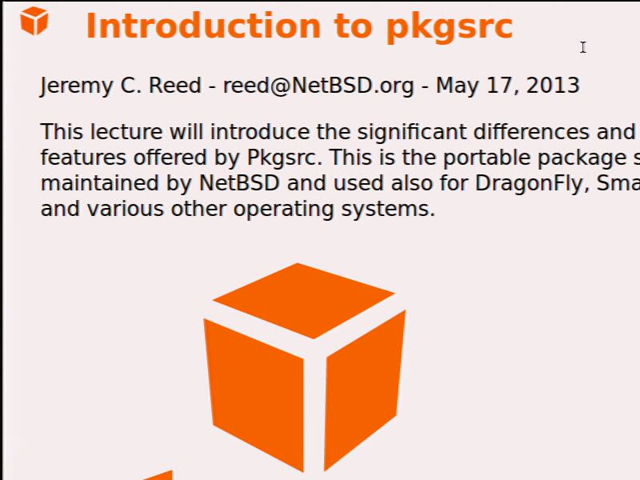 Introduction to pkgsrc
Jeremy C. Reed - reed@NetBSD.org - May 17, 2013
This lecture will introduce the significant differences and
features offered by Pkgsrc. This is the portable package
maintained by NetBSD and used also for DragonFly,
and various other operating systems.